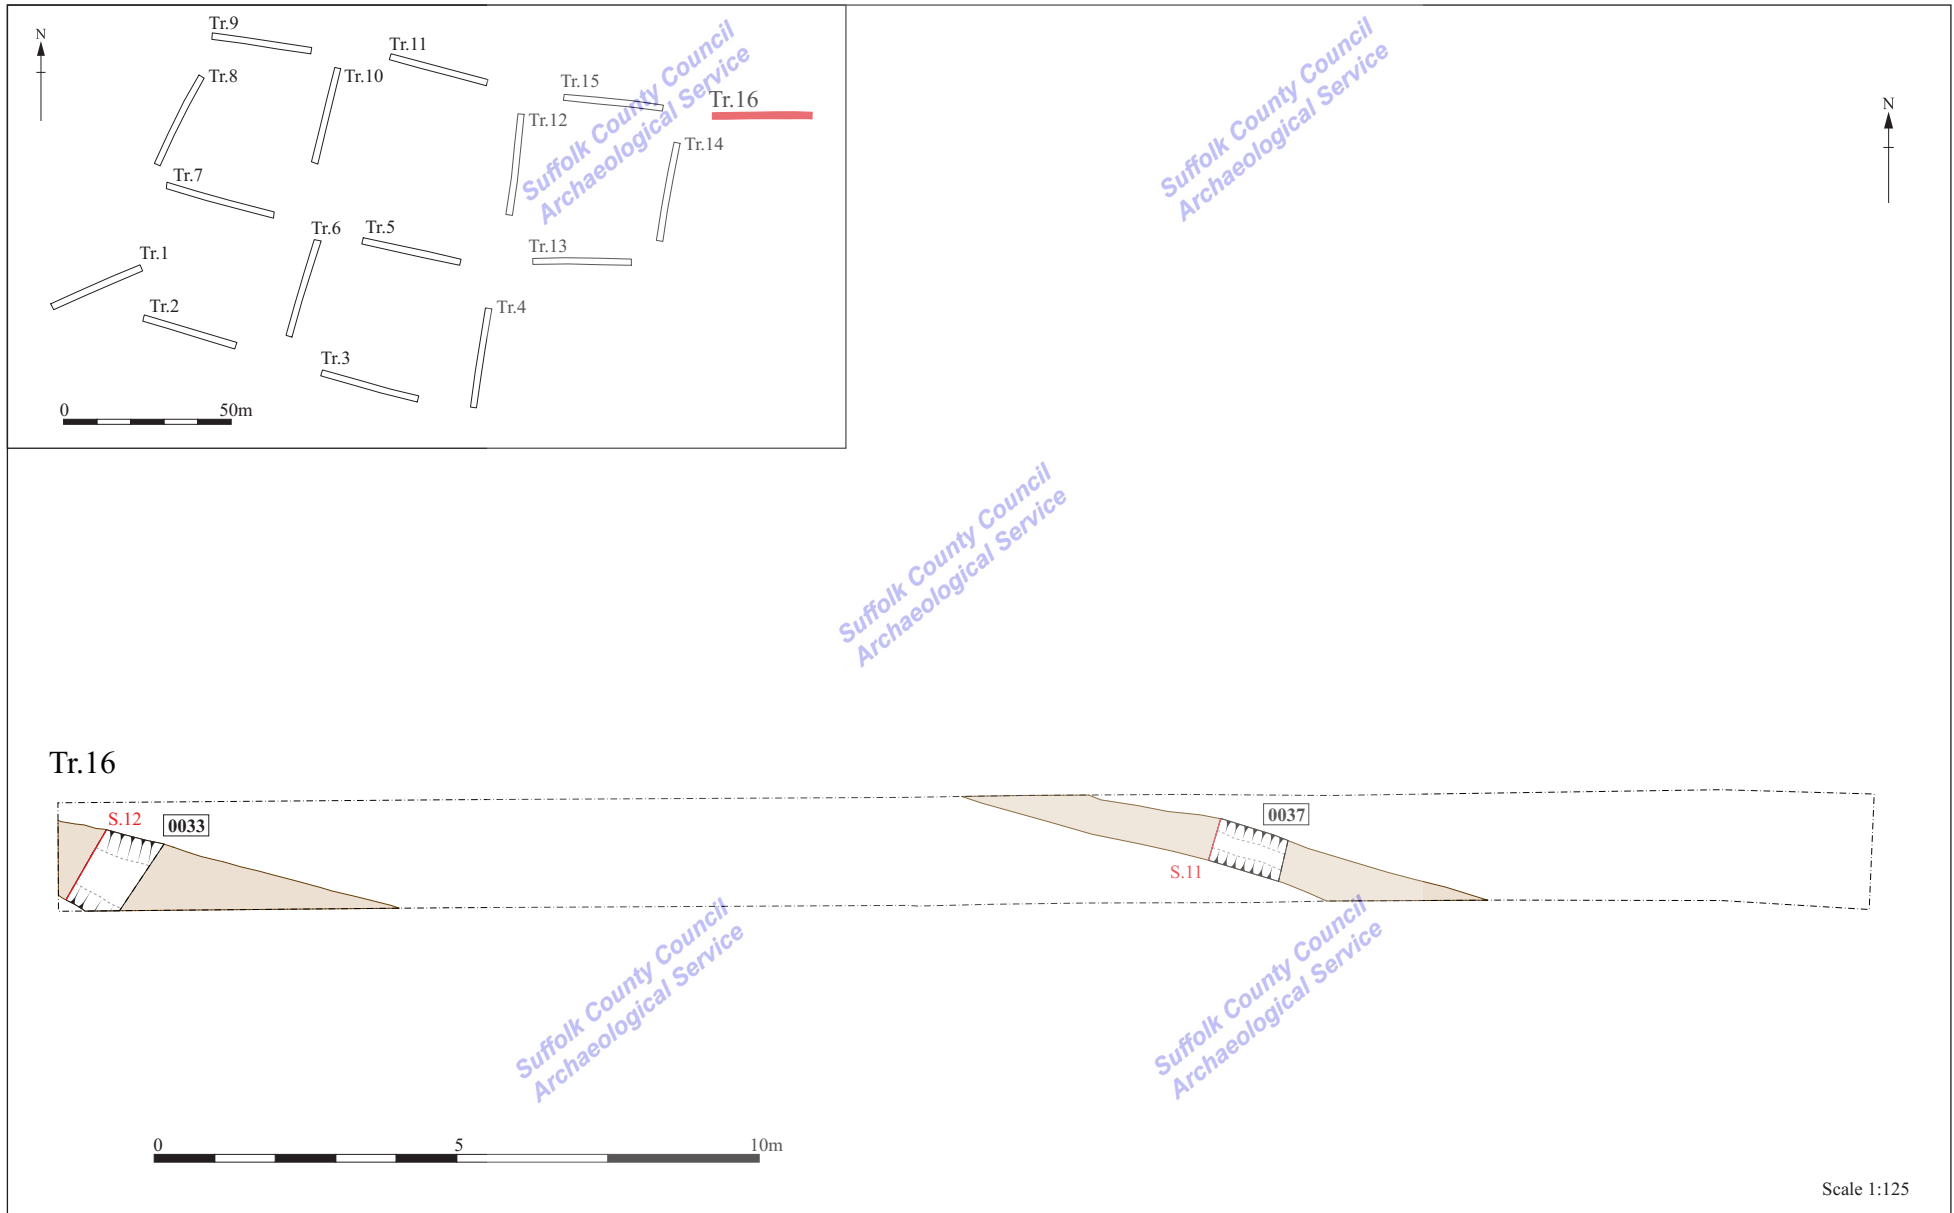 N
Tr.9
Tr.11
Tr.8
Tr.10
Tr.15
Tr.16
Tr.12
Tr.14
Tr.7
Tr.6
Tr.5
Tr.13
Tr.1
Tr.2
Tr.4
Tr.3
0 50m
N
Suffolk County Council
Archaeological Service
Suffolk County Council
Archaeological Service
Suffolk County Council
Archaeological Service
Tr.16
S.12
0033
0037
S.11
Suffolk County Council
Archaeological Service
Suffolk County Council
Archaeological Service
0 5 10m
Scale 1:125